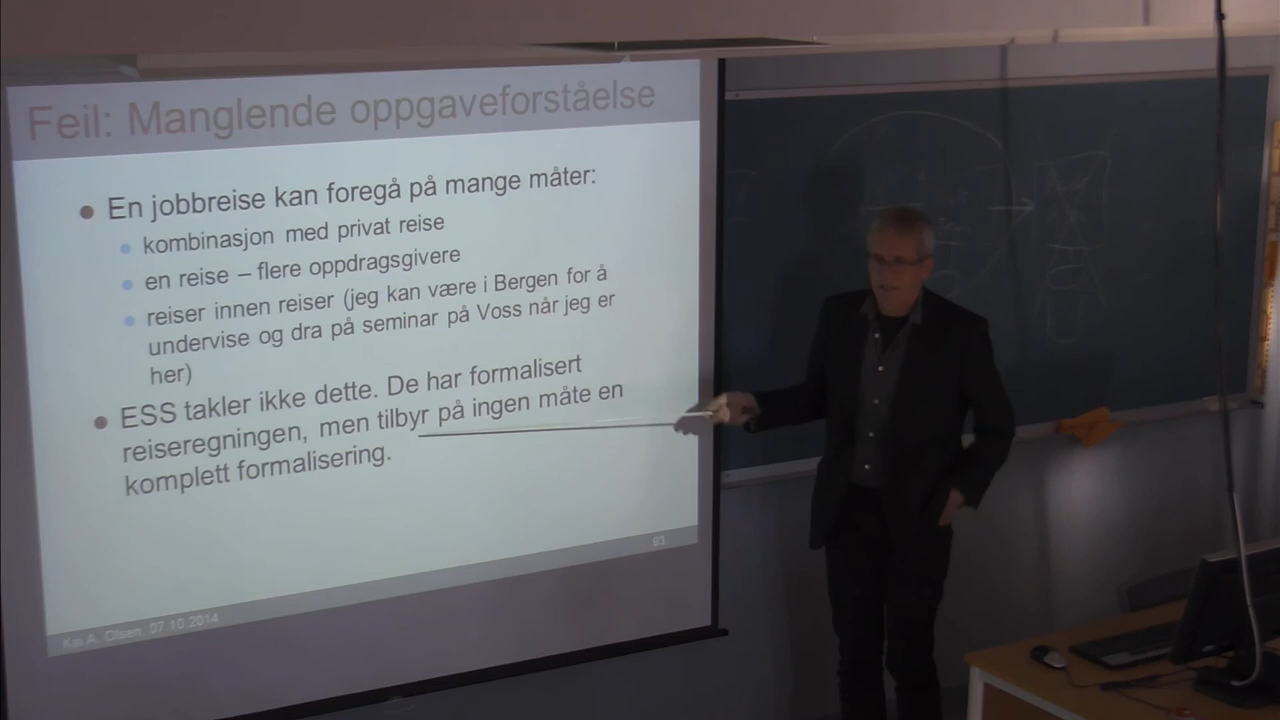 Feil: Manglende oppgaveforståelse
En jobbreise kan foregå på mange måter:
kombinasjon med privat reise
en reise – flere oppdragsgivere
reiser innen reiser (jeg kan være i Bergen for å
undervise og dra på seminar på Voss når jeg er
her)
ESS takler ikke dette. De har formalisert
reiseregningen, men tilbyr på ingen måte en
komplett formalisering.
93
Kai A. Olsen, 07.10.2014